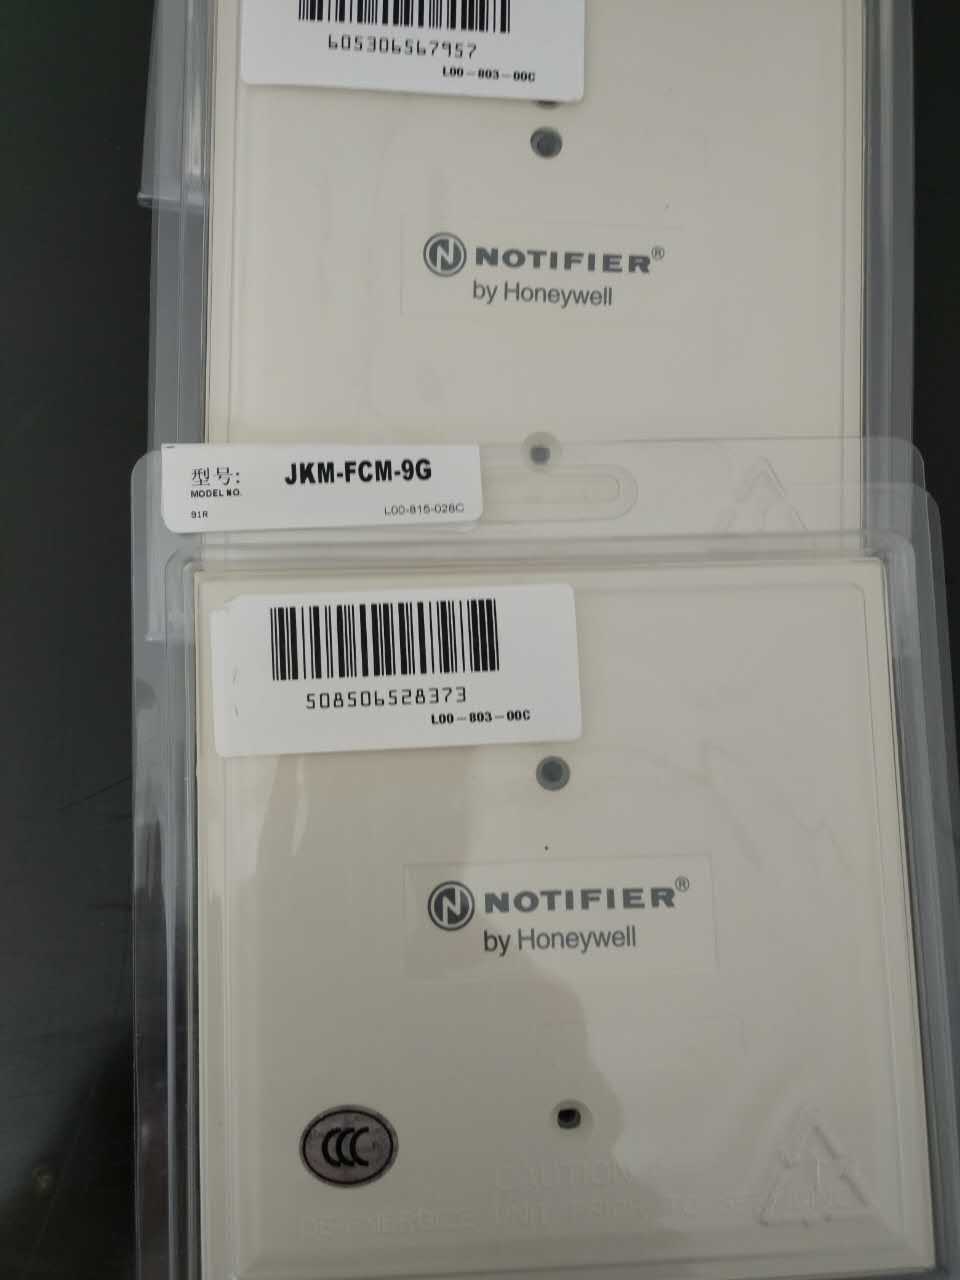 605306567957
L00-803-00C
N NOTIFIER®
by Honeywell
型号: JKM-FCM-9G
MODEL NO.
91R L00-815-028C
508506528373
L00-803-00C
N NOTIFIER®
by Honeywell
CCC
CAUTION